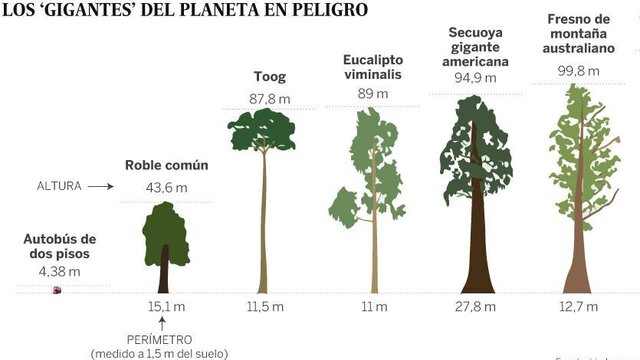 LOS ‘GIGANTES’ DEL PLANETA EN PELIGRO
Fresno de
montaña
australiano
99,8 m
Secuoya
gigante
americana
94,9 m
Eucalipto
viminalis
89 m
Toog
87,8 m
Roble común
43,6 m
ALTURA
Autobús de
dos pisos
4,38 m
15,1 m
11,5 m
11 m
27,8 m
12,7 m
PERÍMETRO
(medido a 1,5 m del suelo)